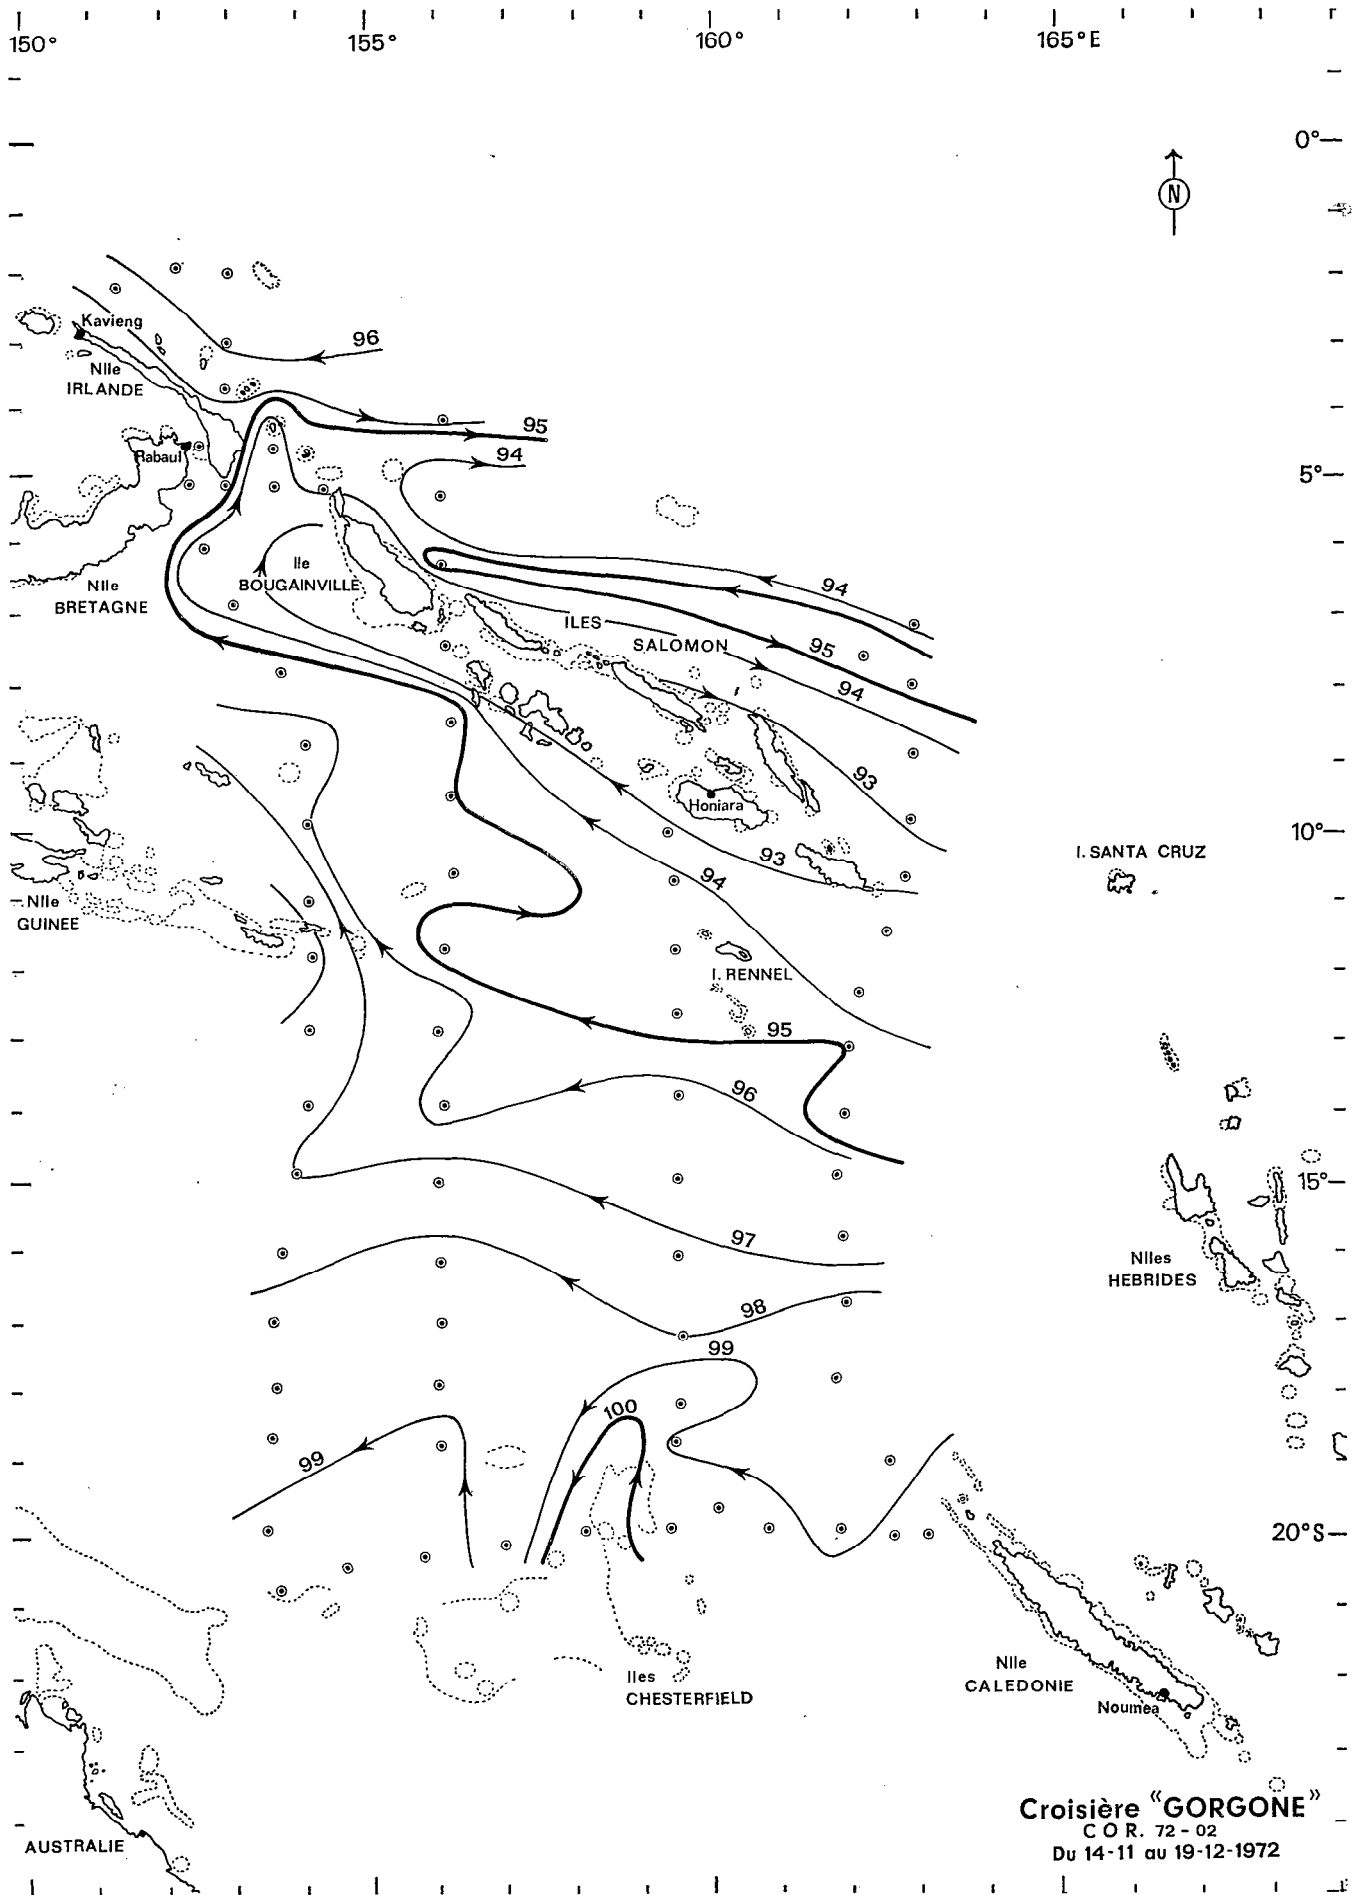 150°
155°
160°
165°E
0°
N
Kavieng
96
Nlle
IRLANDE
95
94
Rabaul
5°
Ile
BOUGAINVILLE
94
Nlle
BRETAGNE
ILES
SALOMON
95
94
93
Honiara
10°
I. SANTA CRUZ
93
94
Nlle
GUINEE
I. RENNEL
95
96
15°
97
Nlles
HEBRIDES
98
99
100
99
20°S
Nlle
CALEDONIE
Iles
CHESTERFIELD
Noumea
Croisière "GORGONE"
COR. 72-02
Du 14-11 au 19-12-1972
AUSTRALIE